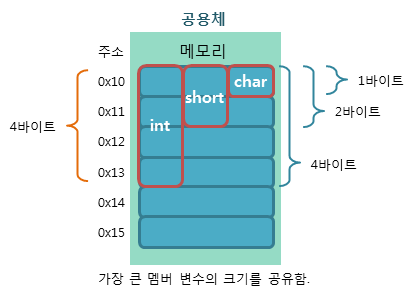 공용체
주소 메모리
0x10 char 1바이트
short
0x11 2바이트
4바이트 int 0x12
0x13 4바이트
0x14
0x15
가장 큰 멤버 변수의 크기를 공유함.